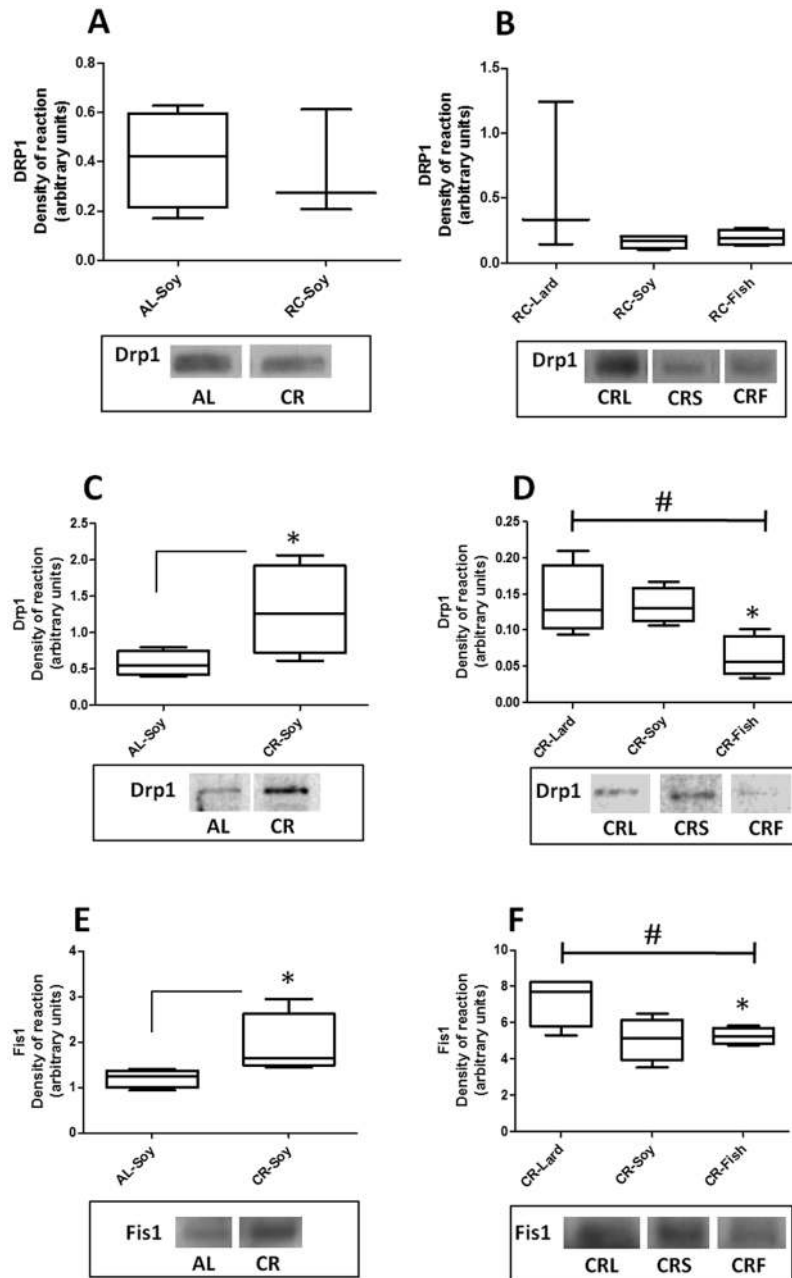 A
DRP1
Density of reaction
(arbitrary units)
0.8
0.6
0.4
0.2
0.0
AL-Soy
RC-Soy
Drp1
AL
CR
B
DRP1
Density of reaction
(arbitrary units)
1.5
1.0
0.5
0.0
RC-Lard
RC-Soy
RC-Fish
Drp1
CRL
CRS
CRF
C
Drp1
Density of reaction
(arbitrary units)
2.5
2.0
1.5
1.0
0.5
0.0
*
AL-Soy
CR-Soy
Drp1
AL
CR
D
Drp1
Density of reaction
(arbitrary units)
0.25
0.20
0.15
0.10
0.05
0.00
#
*
CR-Lard
CR-Soy
CR-Fish
Drp1
CRL
CRS
CRF
E
Fis1
Density of reaction
(arbitrary units)
4
3
2
1
0
*
AL-Soy
CR-Soy
Fis1
AL
CR
F
Fis1
Density of reaction
(arbitrary units)
10
8
6
4
2
0
#
*
CR-Lard
CR-Soy
CR-Fish
Fis1
CRL
CRS
CRF